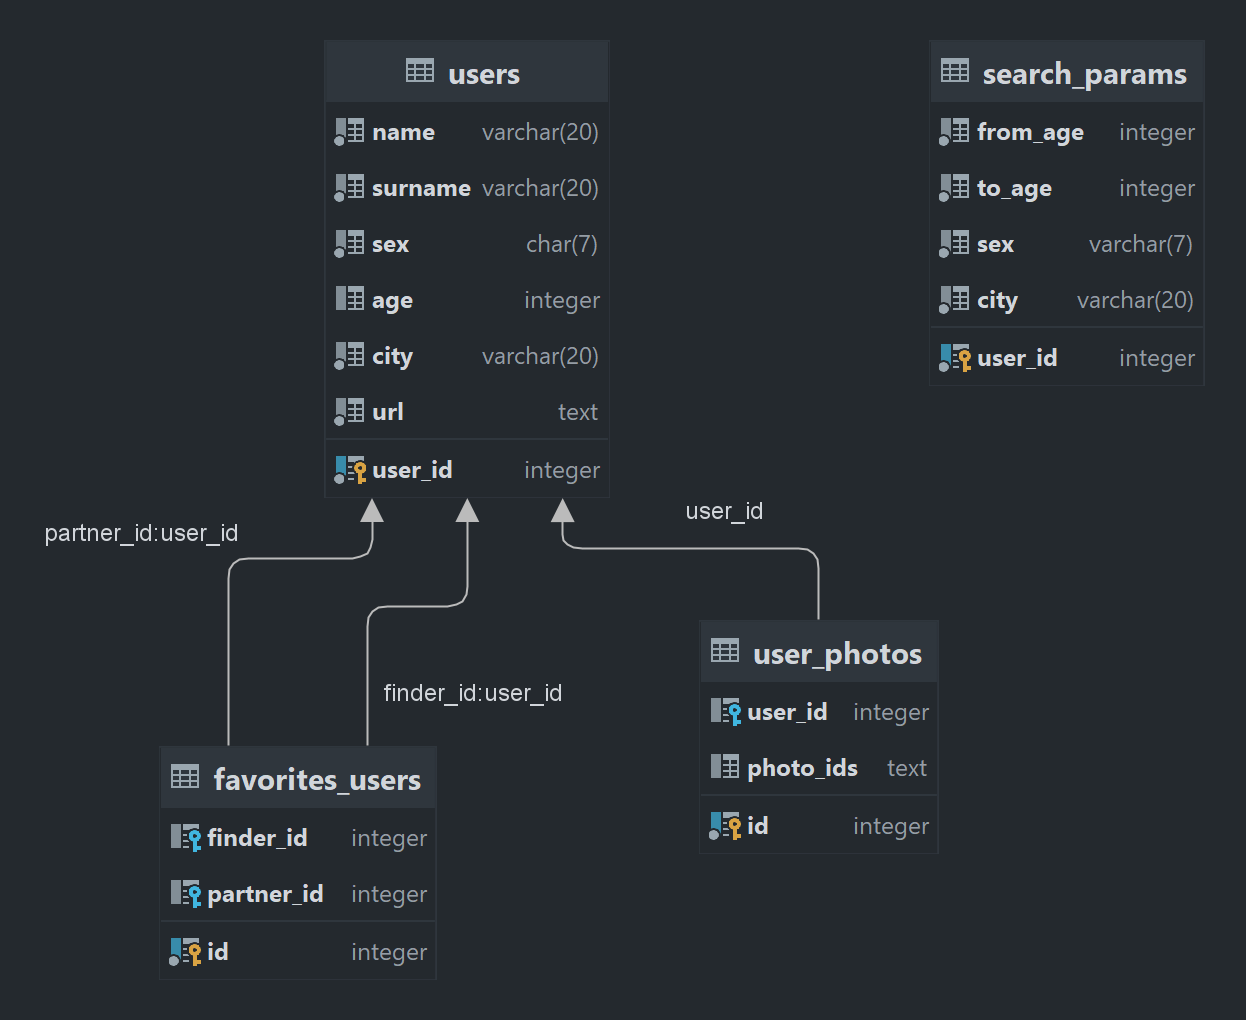 users
name varchar(20)
surname varchar(20)
sex char(7)
age integer
city varchar(20)
url text
user_id integer
search_params
from_age integer
to_age integer
sex varchar(7)
city varchar(20)
user_id integer
partner_id:user_id
user_id
finder_id:user_id
favorites_users
finder_id integer
partner_id integer
id integer
user_photos
user_id integer
photo_ids text
id integer